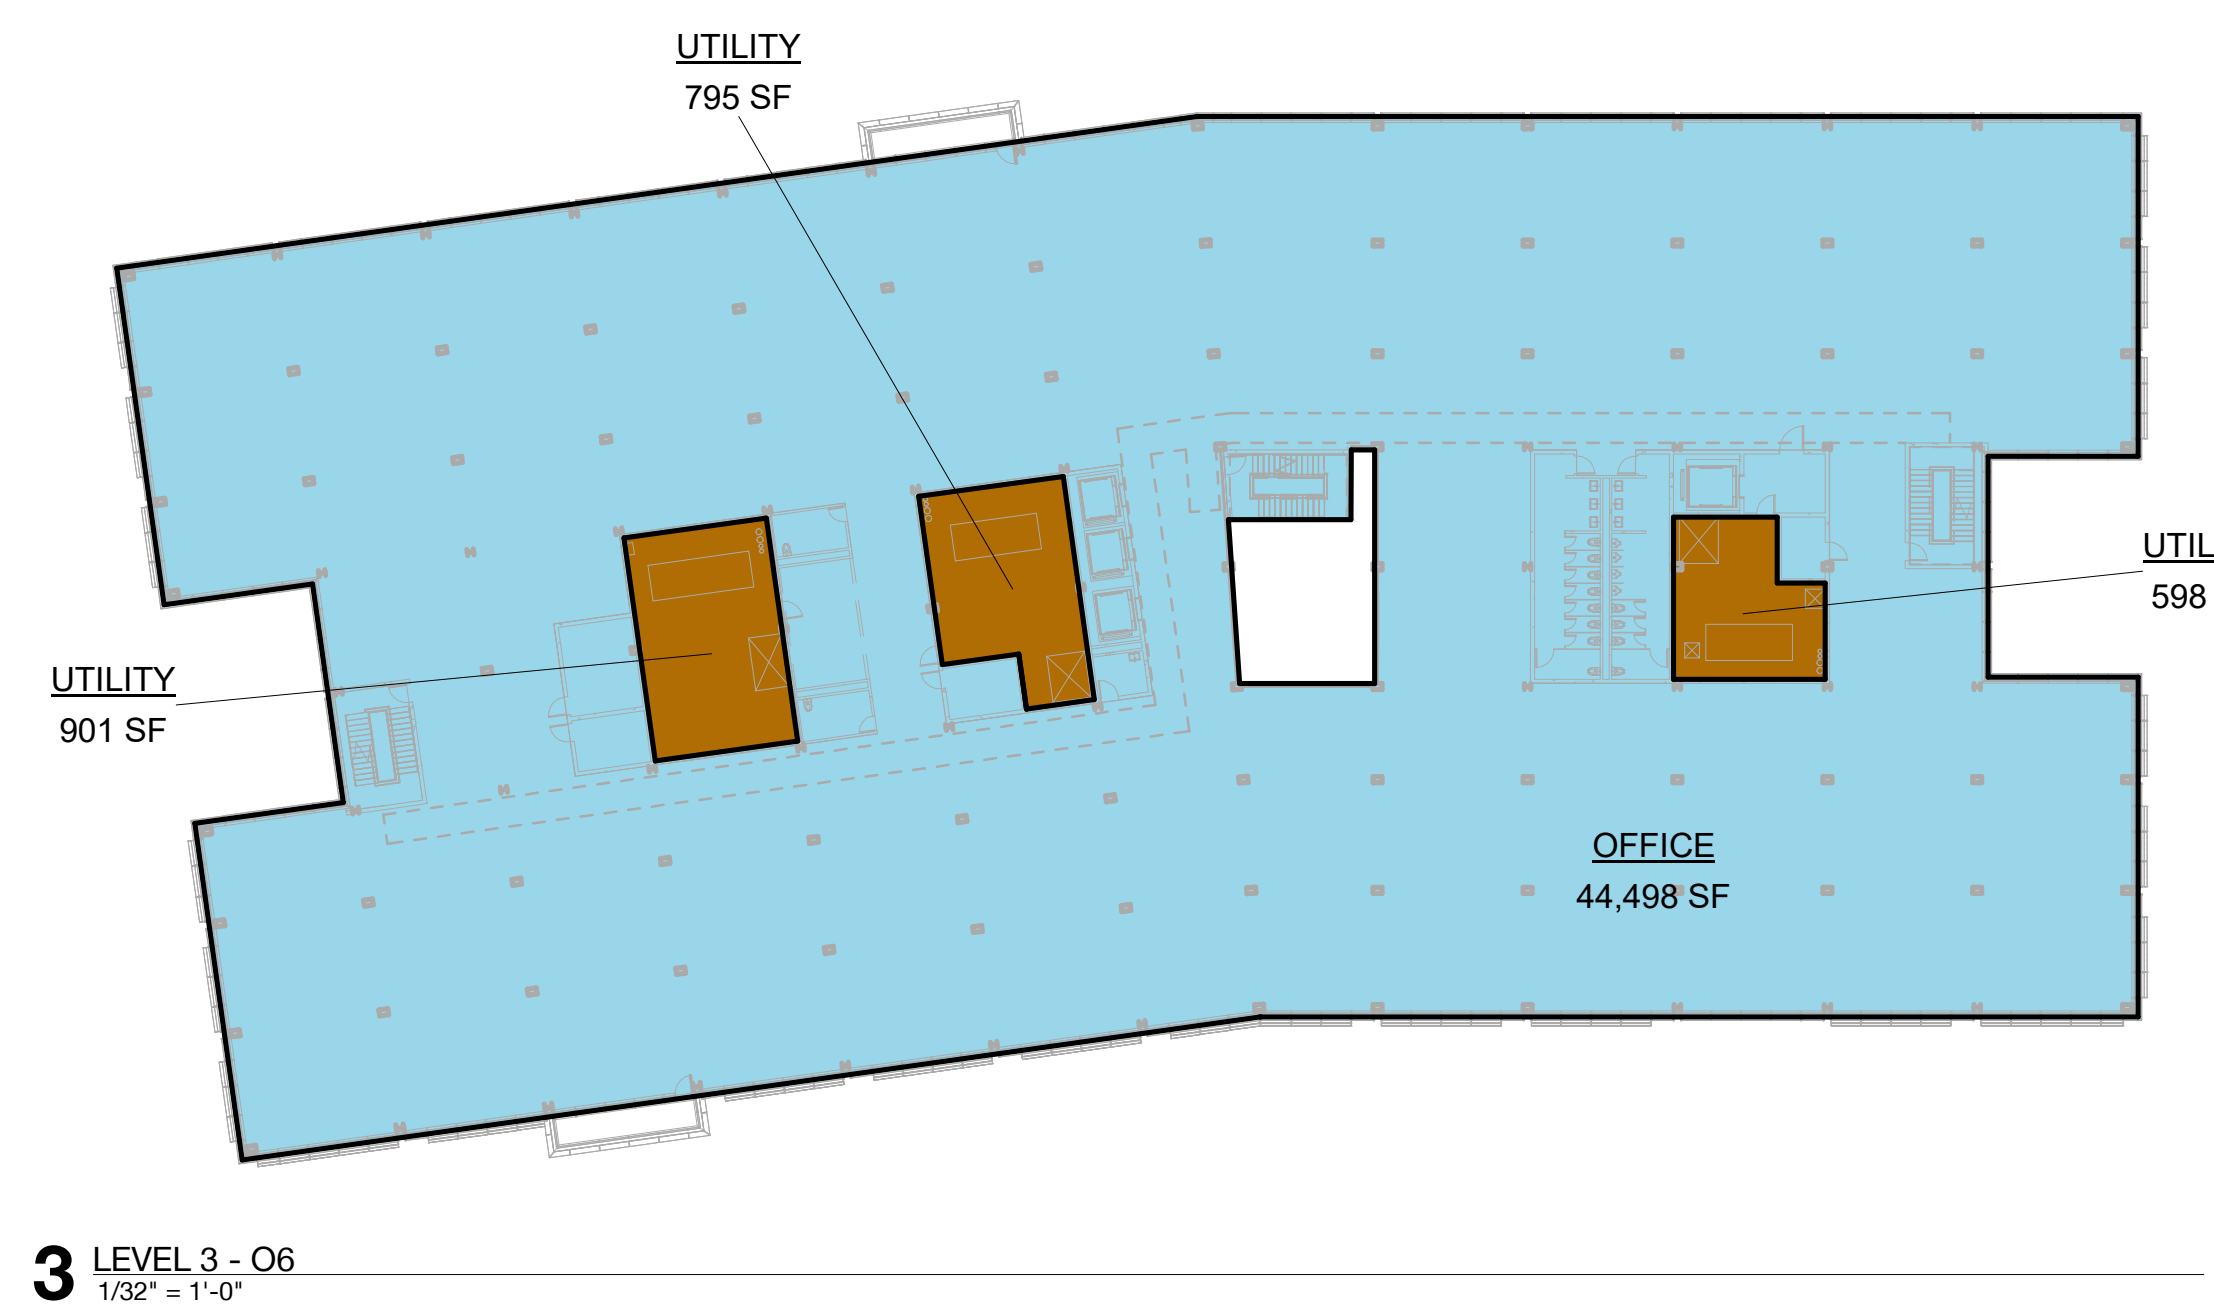 UTILITY
795 SF
UTIL
598
UTILITY
901 SF
OFFICE
44,498 SF
3
LEVEL 3 - O6
1/32" = 1'-0"